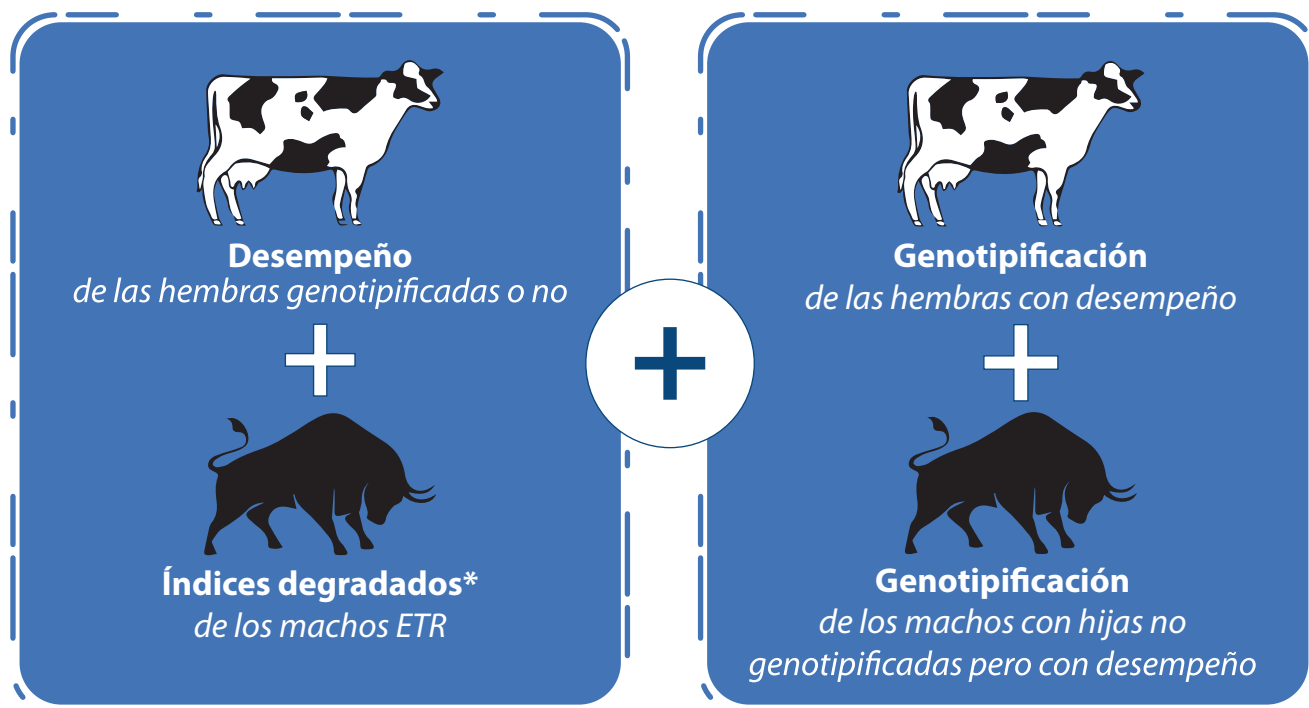 Desempeño
de las hembras genotipificadas o no
+
Índices degradados*
de los machos ETR
+
Genotipificación
de las hembras con desempeño
+
Genotipificación
de los machos con hijas no
genotipificadas pero con desempeño